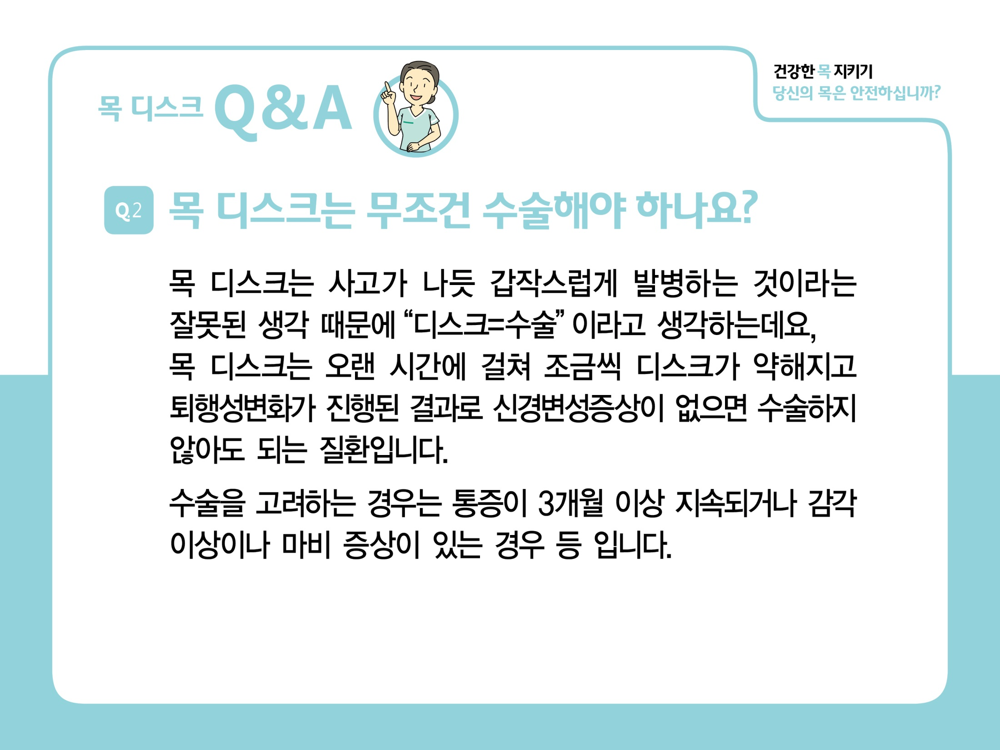 건강한 목 지키기
당신의 목은 안전하십니까?
목 디스크 Q&A
Q.2 목 디스크는 무조건 수술해야 하나요?
목 디스크는 사고가 나듯 갑작스럽게 발병하는 것이라는
잘못된 생각 때문에 “디스크=수술” 이라고 생각하는데요,
목 디스크는 오랜 시간에 걸쳐 조금씩 디스크가 약해지고
퇴행성변화가 진행된 결과로 신경변성증상이 없으면 수술하지
않아도 되는 질환입니다.
수술을 고려하는 경우는 통증이 3개월 이상 지속되거나 감각
이상이나 마비 증상이 있는 경우 등 입니다.